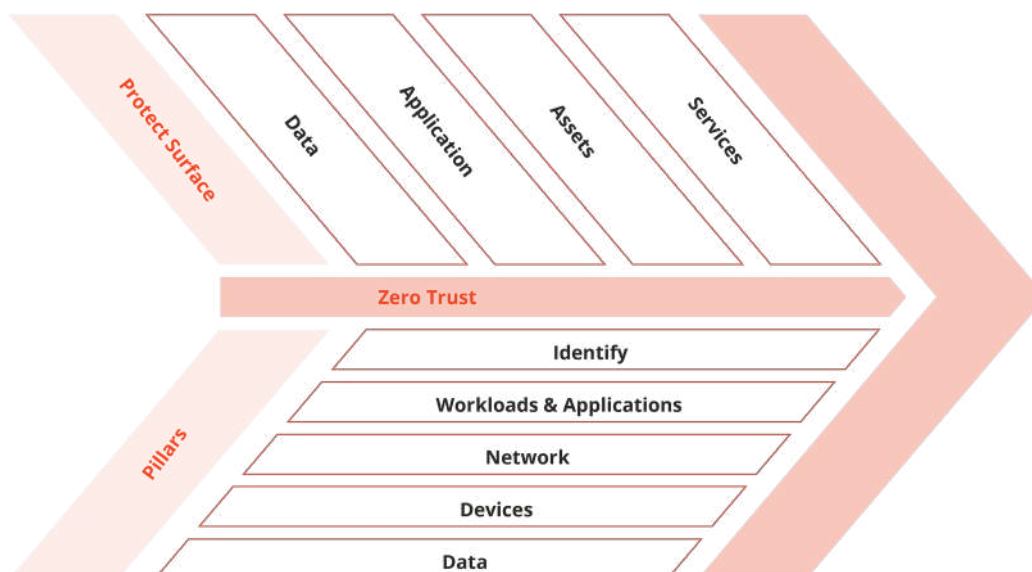 Protect Surface
Data
Application
Assets
Services
Zero Trust
Pillars
Identify
Workloads & Applications
Network
Devices
Data